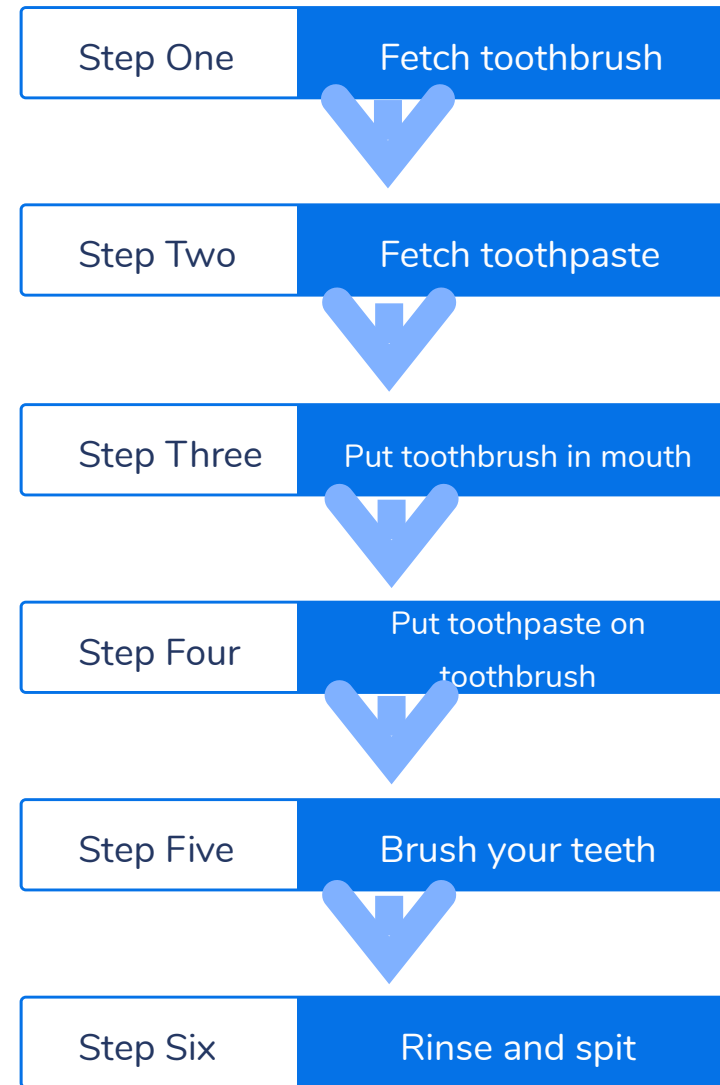 Step One Fetch toothbrush
Step Two Fetch toothpaste
Step Three Put toothbrush in mouth
Step Four Put toothpaste on
toothbrush
Step Five Brush your teeth
Step Six Rinse and spit